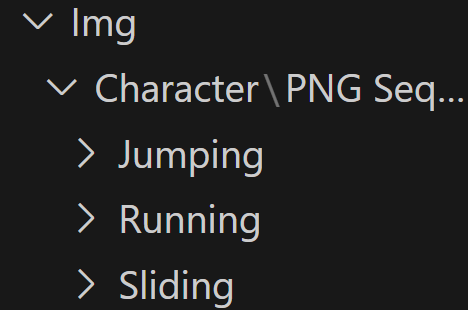 Img
Character\PNG Seq...
Jumping
Running
Sliding